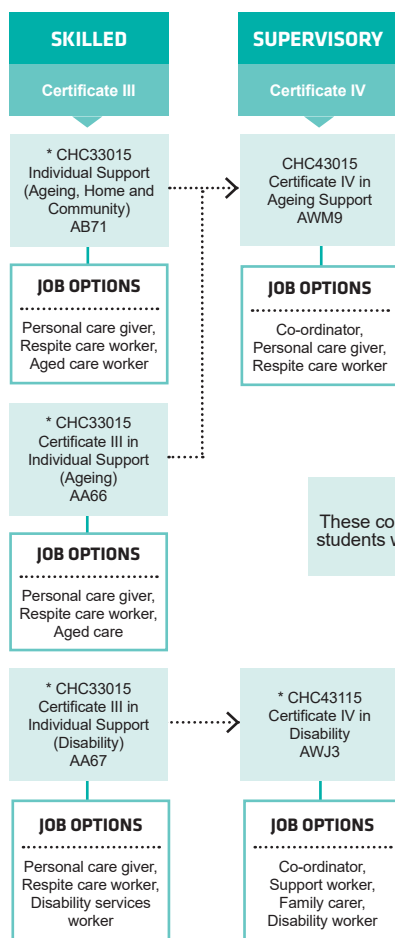 SKILLED
Certificate III
SUPERVISORY
Certificate IV
* CHC33015
Individual Support
(Ageing, Home and
Community)
AB71
CHC43015
Certificate IV in
Ageing Support
AWM9
JOB OPTIONS
Personal care giver,
Respite care worker,
Aged care worker
JOB OPTIONS
Co-ordinator,
Personal care giver,
Respite care worker
* CHC33015
Certificate III in
Individual Support
(Ageing)
AA66
JOB OPTIONS
Personal care giver,
Respite care worker,
Aged care
These co
students w
* CHC33015
Certificate III in
Individual Support
(Disability)
AA67
* CHC43115
Certificate IV in
Disability
AWJ3
JOB OPTIONS
Personal care giver,
Respite care worker,
Disability services
worker
JOB OPTIONS
Co-ordinator,
Support worker,
Family carer,
Disability worker